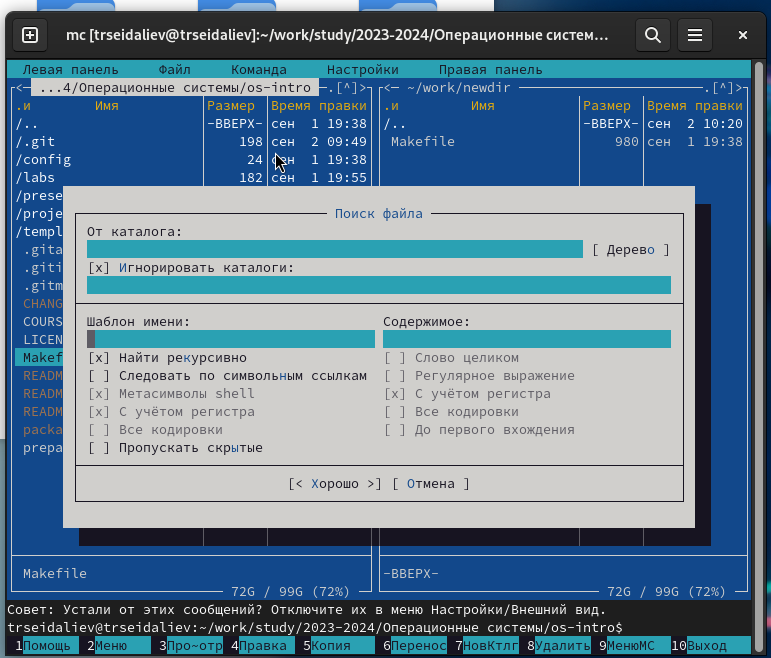 mc [trseidaliev@trseidaliev]:~/work/study/2023-2024/Операционные систем…
Левая панель Файл Команда Настройки Правая панель
<— …4/Операционные системы/os-intro —.[^]> <— ~/work/newdir —.[^]>
.и Имя Размер Время правки .и Имя Размер Время правки
/.. -ВВЕРХ- сен 1 19:38 /.. -ВВЕРХ- сен 2 10:20
/.git 198 сен 2 09:49 Makefile 980 сен 1 19:38
/config 24 сен 1 19:38
/labs 182 сен 1 19:55
/prese
/proje
/templ
.gita
.giti
.gitm
CHANG
COURS
LICEN
Makef
READM
READM
READM
packa
prepa
Поиск файла
От каталога:
[ Дерево ]
[x] Игнорировать каталоги:
Шаблон имени: Содержимое:
[x] Найти рекурсивно [ ] Слово целиком
[ ] Следовать по символьным ссылкам [ ] Регулярное выражение
[x] Метасимволы shell [x] С учётом регистра
[x] С учётом регистра [ ] Все кодировки
[ ] Все кодировки [ ] До первого вхождения
[ ] Пропускать скрытые
[< Хорошо >] [ Отмена ]
Makefile -ВВЕРХ-
72G / 99G (72%) 72G / 99G (72%)
Совет: Устали от этих сообщений? Отключите их в меню Настройки/Внешний вид.
trseidaliev@trseidaliev:~/work/study/2023-2024/Операционные системы/os-intro$
1Помощь 2Меню 3Про~отр 4Правка 5Копия 6Перенос 7НовКтлг 8Удалить 9МенюMC 10Выход